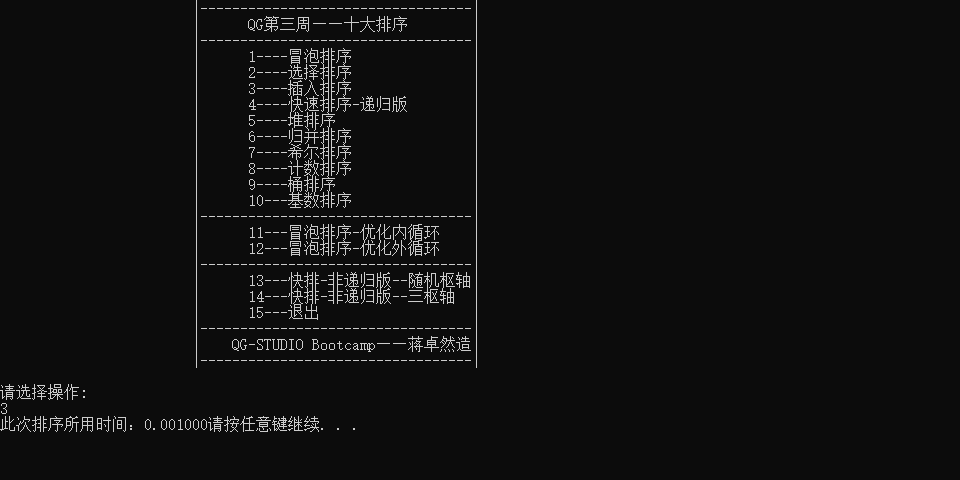 |----------------------------------|
QG第三周——十大排序
|----------------------------------|
1----冒泡排序
2----选择排序
3----插入排序
4----快速排序-递归版
5----堆排序
6----归并排序
7----希尔排序
8----计数排序
9----桶排序
10---基数排序
|----------------------------------|
11---冒泡排序-优化内循环
12---冒泡排序-优化外循环
|----------------------------------|
13---快排-非递归版--随机枢轴
14---快排-非递归版--三枢轴
15---退出
|----------------------------------|
QG-STUDIO Bootcamp——蒋卓然造
|----------------------------------|
请选择操作:
3
此次排序所用时间：0.001000请按任意键继续. . .